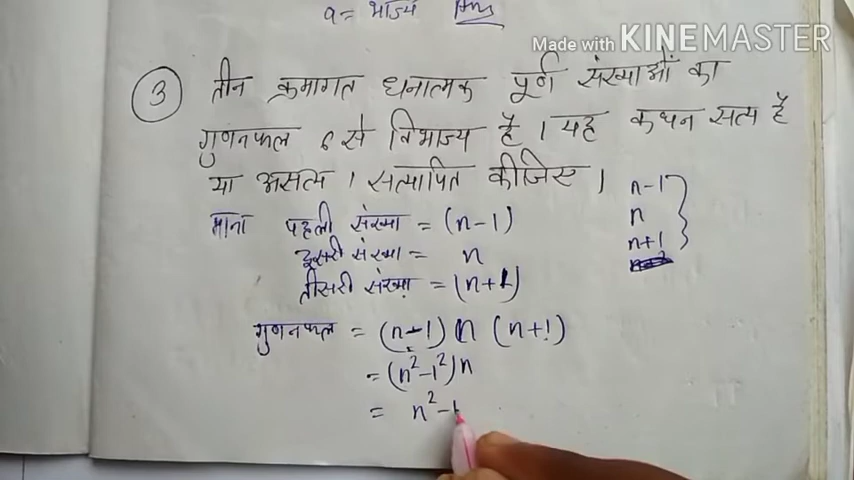 a = भाज्य Ans
Made with KINEMASTER
③ तीन क्रमागत धनात्मक पूर्ण संख्याओं का
गुणनफल 6 से विभाज्य है । यह कथन सत्य है
या असत्य । सत्यापित कीजिए ।
माना पहली संख्या = (n-1)
दूसरी संख्या = n
तीसरी संख्या = (n+1)
n-1
n
n+1
गुणनफल = (n-1) n (n+1)
= (n²-1²) n
= n²-1